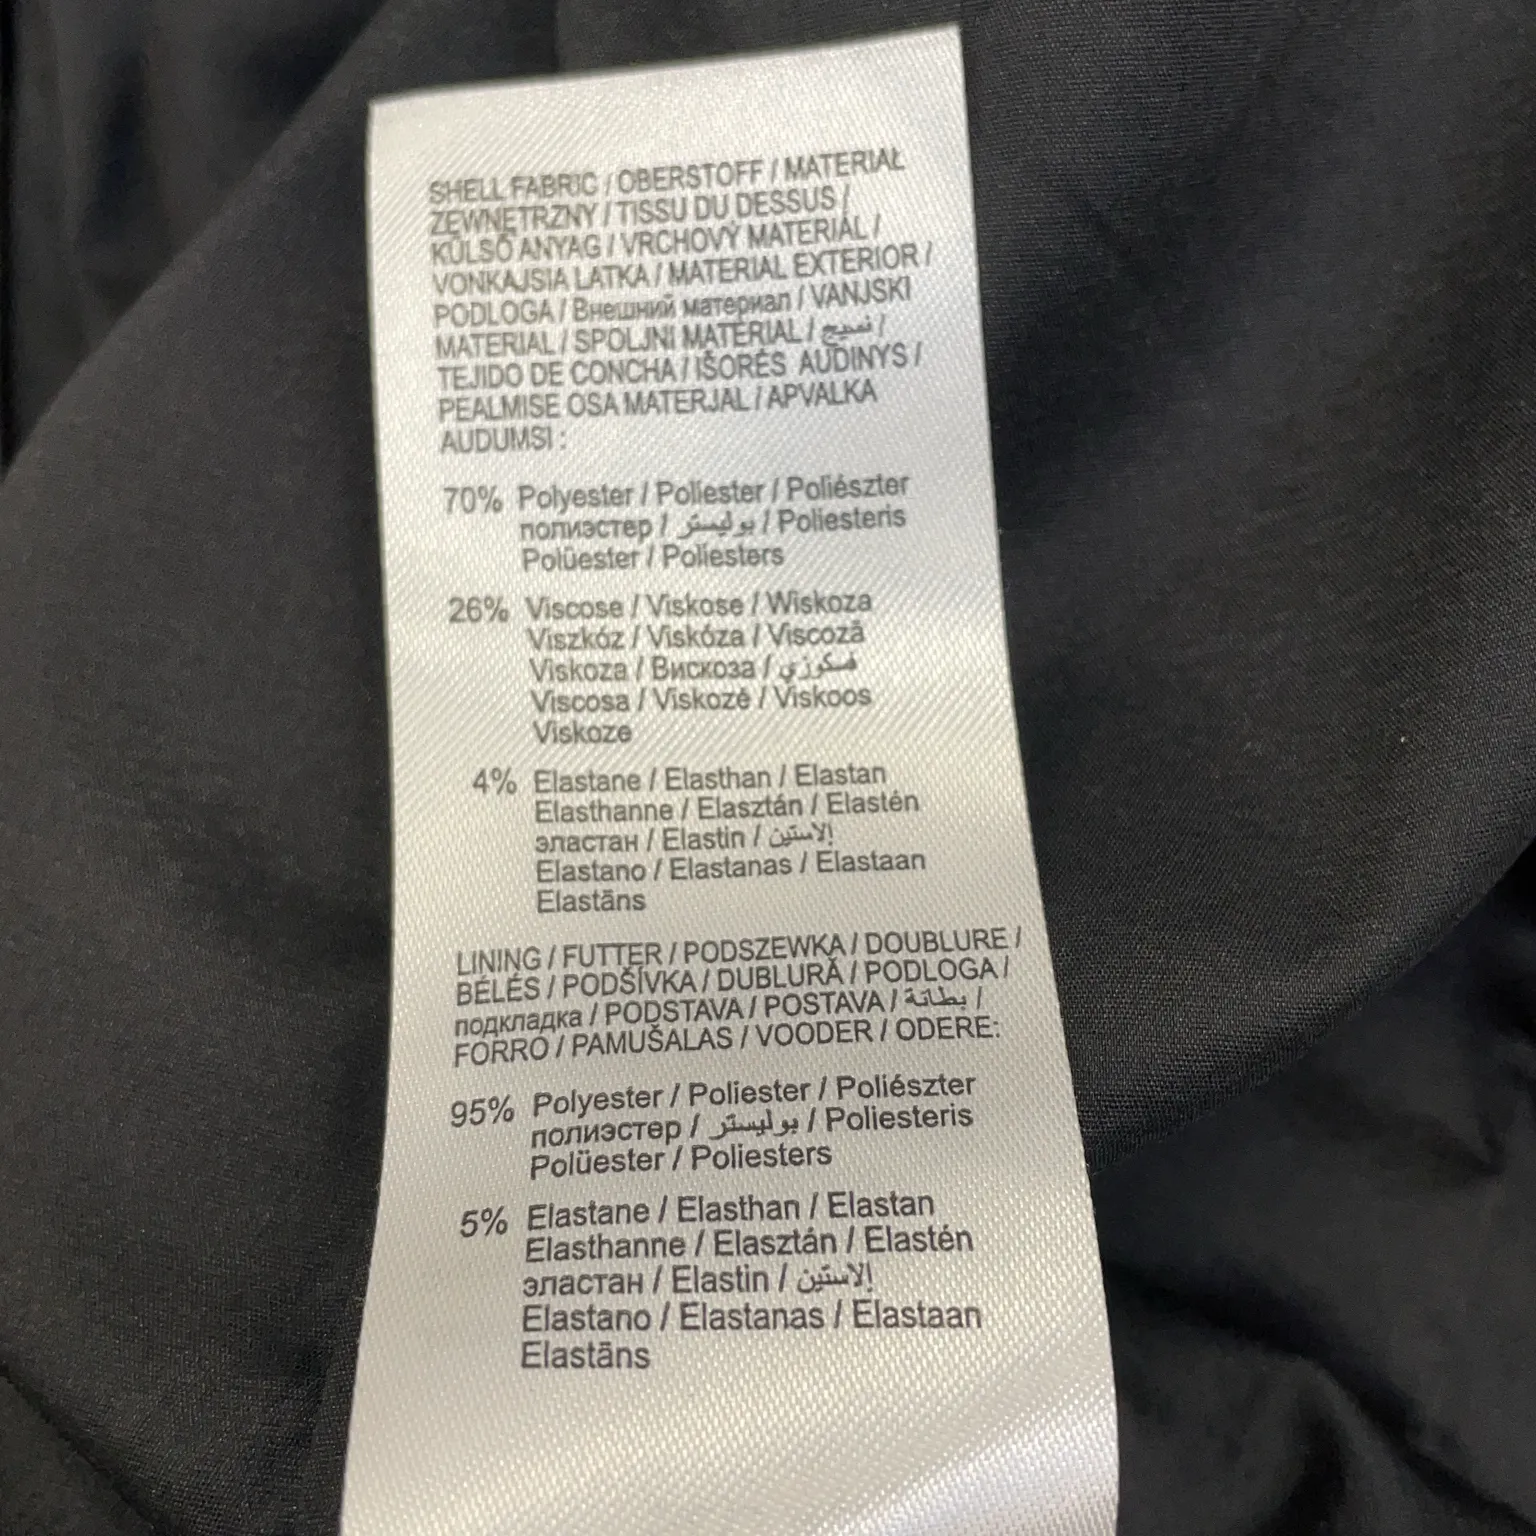 SHELL FABRIC / OBERSTOFF / MATERIAŁ
ZEWNĘTRZNY / TISSU DU DESSUS /
KÜLSŐ ANYAG / VRCHOVÝ MATERIÁL /
VONKAJSIA LATKA / MATERIAL EXTERIOR /
PODLOGA / Внешний материал / VANJSKI
MATERIAL / SPOLJNI MATERIAL / نسيج /
TEJIDO DE CONCHA / IŠORĖS AUDINYS /
PEALMISE OSA MATERJAL / APVALKA
AUDUMSI :
70% Polyester / Poliester / Poliészter
полиэстер / بوليستر / Poliesteris
Polüester / Poliesters
26% Viscose / Viskose / Wiskoza
Viszkóz / Viskóza / Viscoză
Viskoza / Вискоза / فسكوزي
Viscosa / Viskozė / Viskoos
Viskoze
4% Elastane / Elasthan / Elastan
Elasthanne / Elasztán / Elastén
эластан / Elastin / إلاستين
Elastano / Elastanas / Elastaan
Elastāns
LINING / FUTTER / PODSZEWKA / DOUBLURE /
BÉLÉS / PODŠÍVKA / DUBLURĂ / PODLOGA /
подкладка / PODSTAVA / POSTAVA / بطانة /
FORRO / PAMUŠALAS / VOODER / ODERE:
95% Polyester / Poliester / Poliészter
полиэстер / بوليستر / Poliesteris
Polüester / Poliesters
5% Elastane / Elasthan / Elastan
Elasthanne / Elasztán / Elastén
эластан / Elastin / إلاستين
Elastano / Elastanas / Elastaan
Elastāns